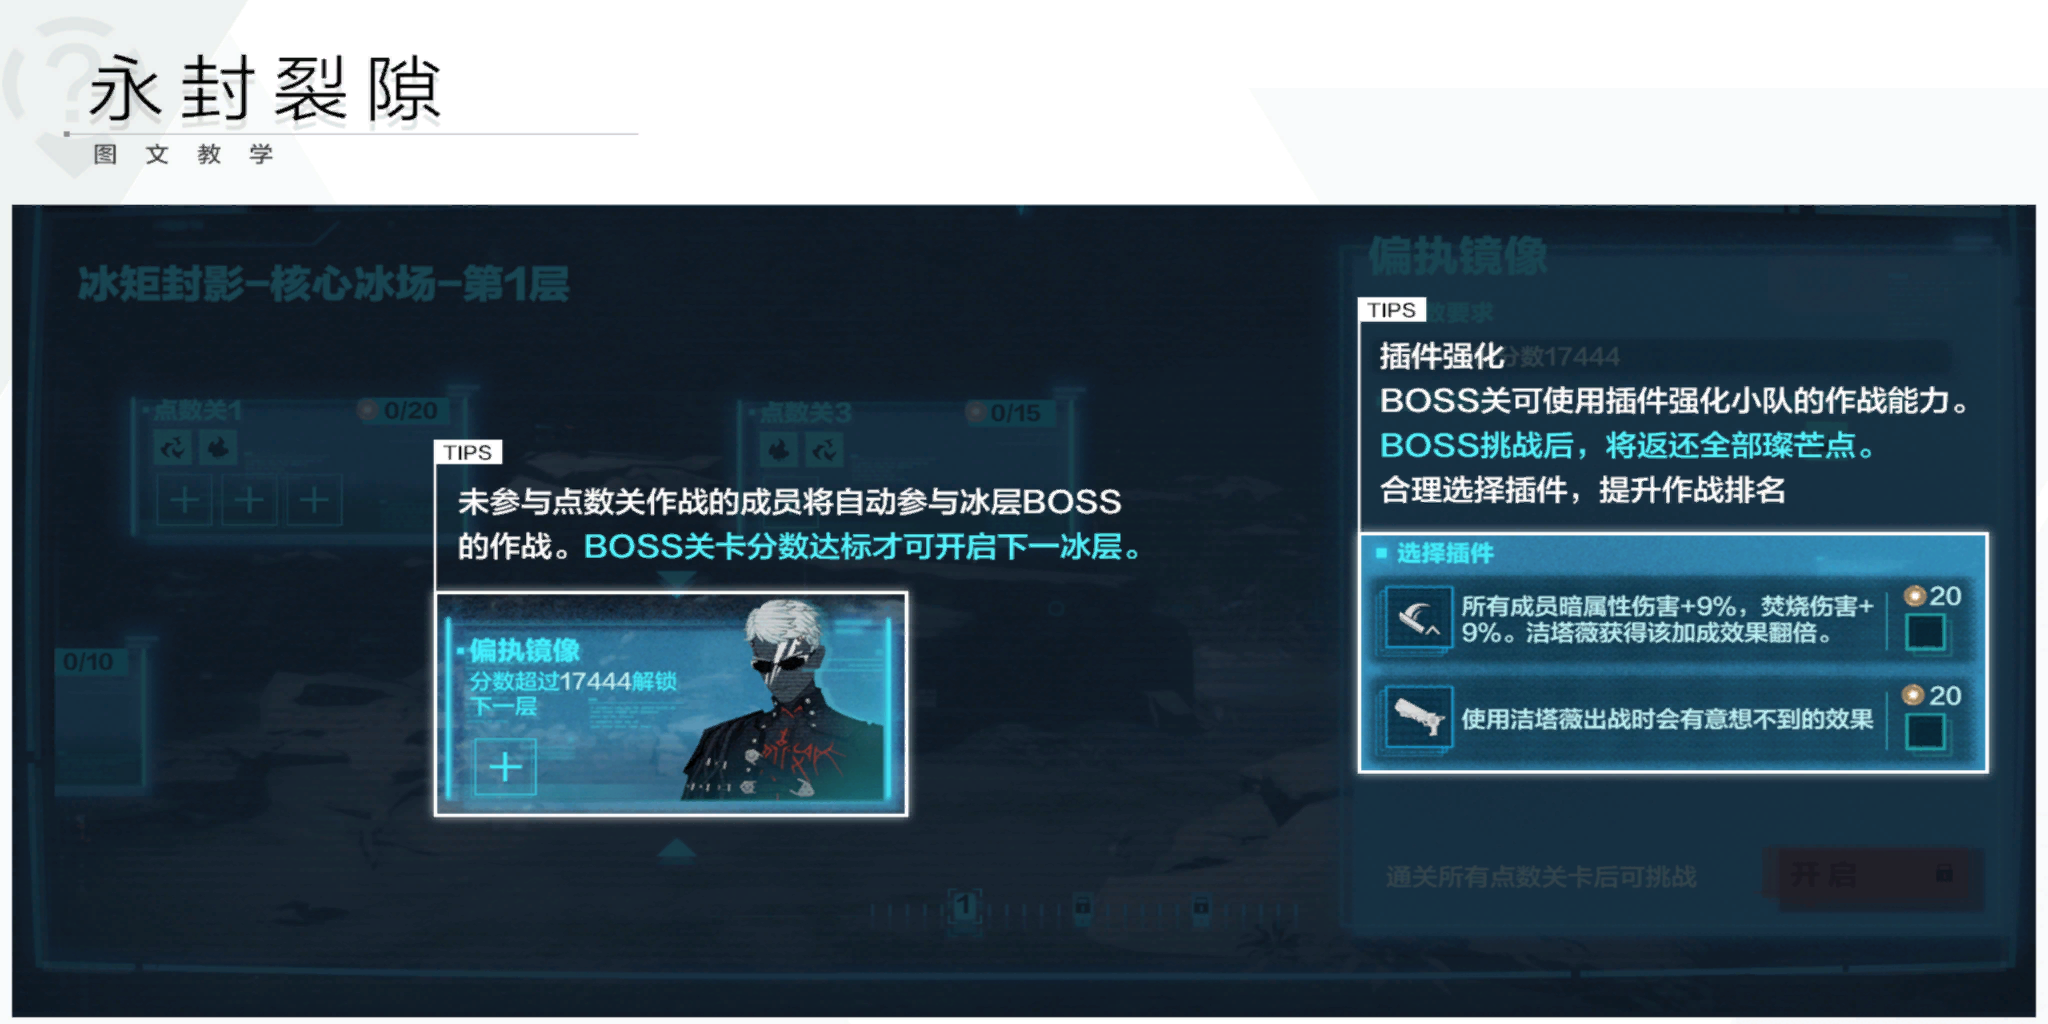 永封裂隙
图文教学
冰矩封影-核心冰场-第1层
点数关1
0/20
点数关3
0/15
0/10
TIPS
未参与点数关作战的成员将自动参与冰层BOSS
的作战。BOSS关卡分数达标才可开启下一冰层。
偏执镜像
分数超过17444解锁
下一层
1
偏执镜像
TIPS
数要求
分数17444
插件强化
BOSS关可使用插件强化小队的作战能力。
BOSS挑战后，将返还全部璨芒点。
合理选择插件，提升作战排名
选择插件
所有成员暗属性伤害+9%，焚烧伤害+
9%。洁塔薇获得该加成效果翻倍。
20
使用洁塔薇出战时会有意想不到的效果
20
通关所有点数关卡后可挑战
开启